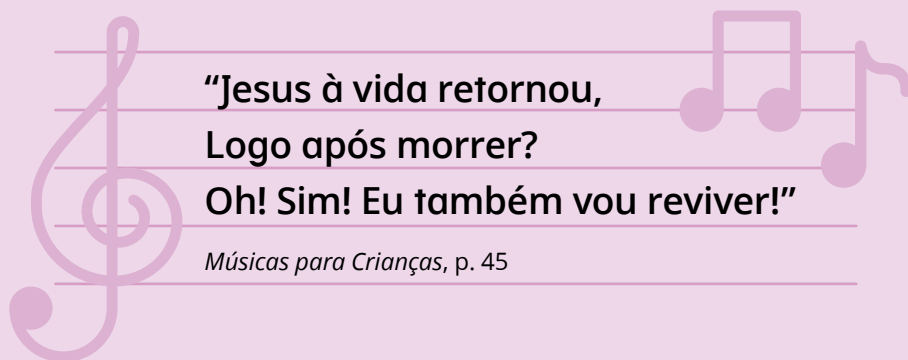 “Jesus à vida retornou,
Logo após morrer?
Oh! Sim! Eu também vou reviver!”
Músicas para Crianças, p. 45